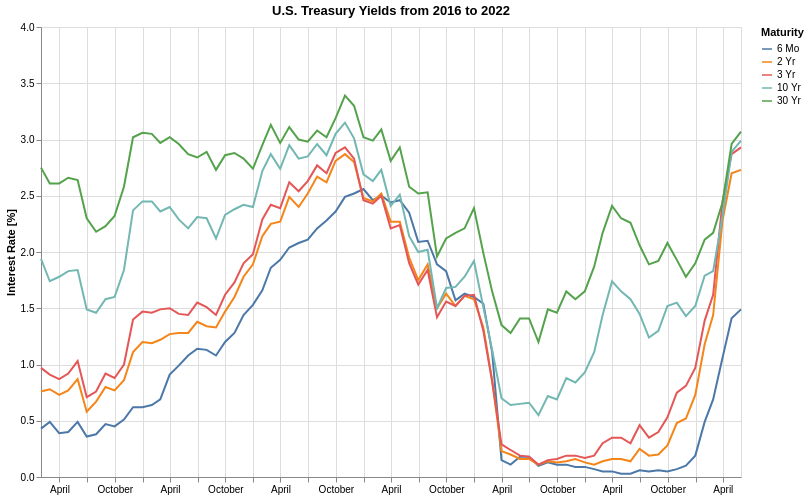 U.S. Treasury Yields from 2016 to 2022
Maturity
6 Mo
2 Yr
3 Yr
10 Yr
30 Yr
Interest Rate [%]
4.0
3.5
3.0
2.5
2.0
1.5
1.0
0.5
0.0
April October April October April October April October April October April October April